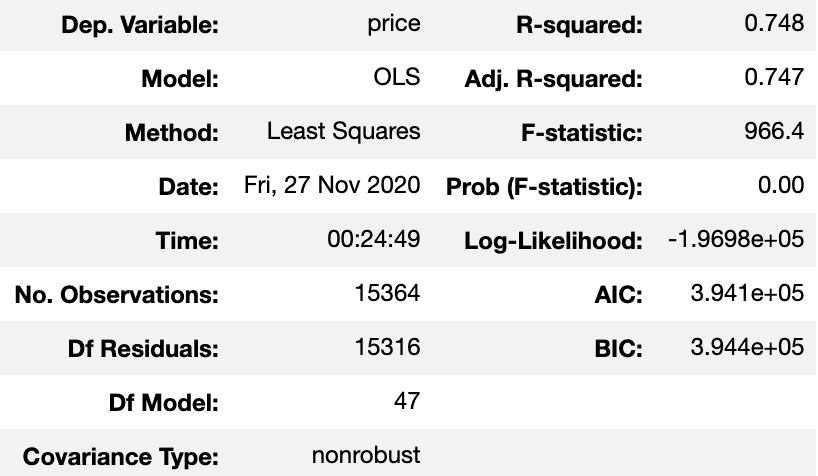 Dep. Variable: price R-squared: 0.748
Model: OLS Adj. R-squared: 0.747
Method: Least Squares F-statistic: 966.4
Date: Fri, 27 Nov 2020 Prob (F-statistic): 0.00
Time: 00:24:49 Log-Likelihood: -1.9698e+05
No. Observations: 15364 AIC: 3.941e+05
Df Residuals: 15316 BIC: 3.944e+05
Df Model: 47
Covariance Type: nonrobust